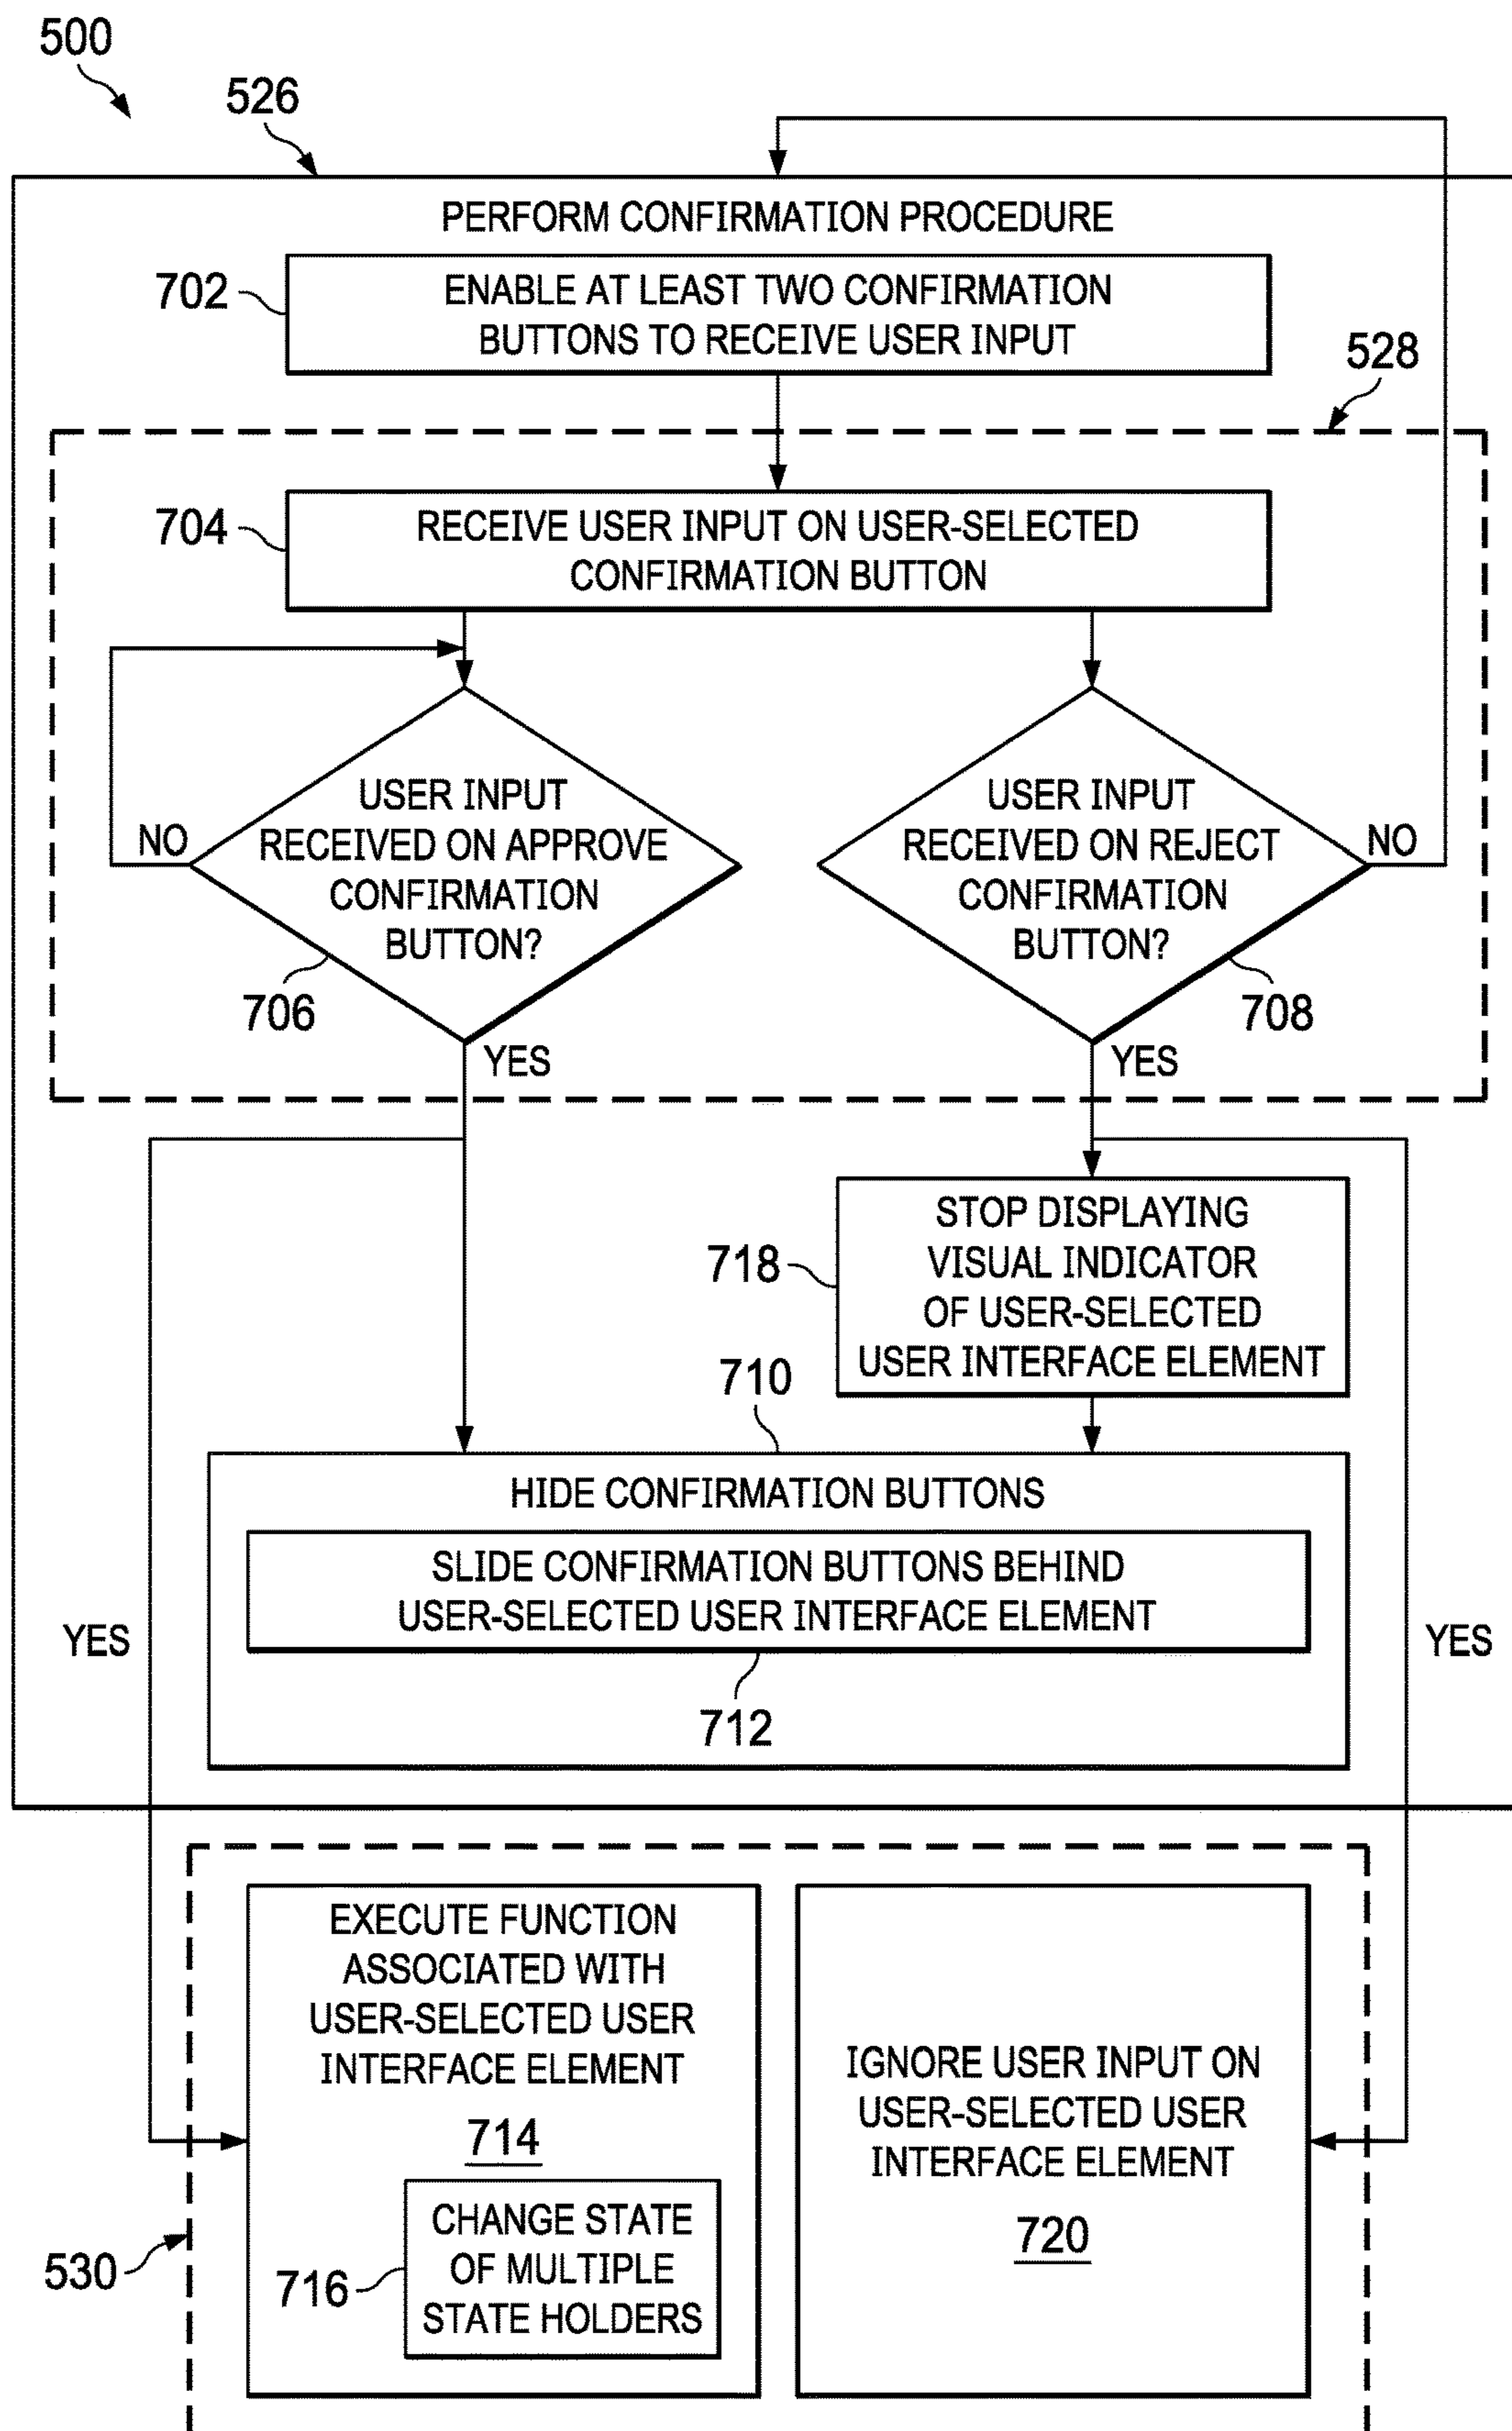 500
526
PERFORM CONFIRMATION PROCEDURE
702
ENABLE AT LEAST TWO CONFIRMATION
BUTTONS TO RECEIVE USER INPUT
528
704
RECEIVE USER INPUT ON USER-SELECTED
CONFIRMATION BUTTON
NO
USER INPUT
RECEIVED ON APPROVE
CONFIRMATION
BUTTON?
706
YES
USER INPUT
RECEIVED ON REJECT
CONFIRMATION
BUTTON?
NO
708
YES
718
STOP DISPLAYING
VISUAL INDICATOR
OF USER-SELECTED
USER INTERFACE ELEMENT
710
HIDE CONFIRMATION BUTTONS
SLIDE CONFIRMATION BUTTONS BEHIND
USER-SELECTED USER INTERFACE ELEMENT
712
YES
YES
EXECUTE FUNCTION
ASSOCIATED WITH
USER-SELECTED USER
INTERFACE ELEMENT
714
716
CHANGE STATE
OF MULTIPLE
STATE HOLDERS
530
IGNORE USER INPUT ON
USER-SELECTED USER
INTERFACE ELEMENT
720